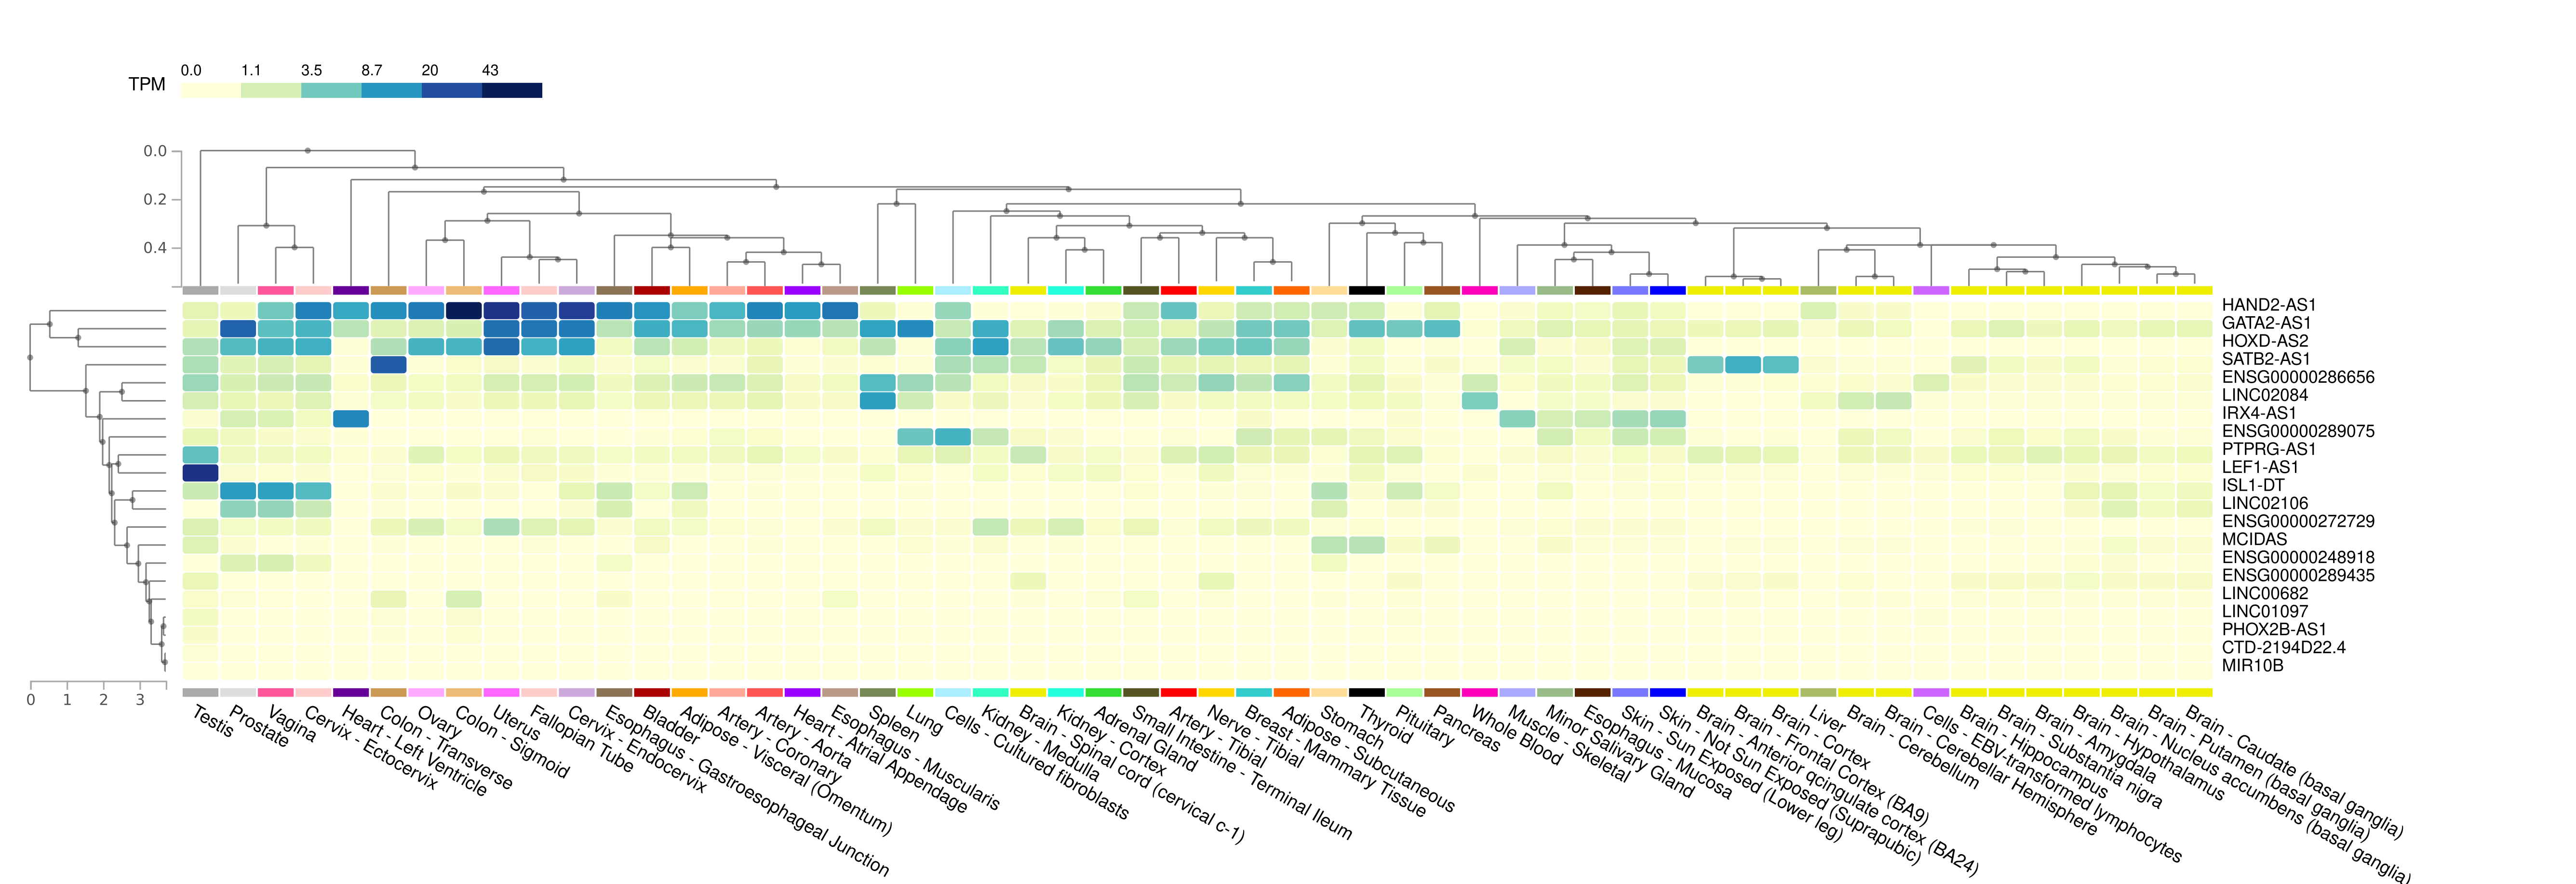 0.0 1.1 3.5 8.7 20 43
TPM
0.0
0.2
0.4
HAND2-AS1
GATA2-AS1
HOXD-AS2
SATB2-AS1
ENSG00000286656
LINC02084
IRX4-AS1
ENSG00000289075
PTPRG-AS1
LEF1-AS1
ISL1-DT
LINC02106
ENSG00000272729
MCIDAS
ENSG00000248918
ENSG00000289435
LINC00682
LINC01097
PHOX2B-AS1
CTD-2194D22.4
MIR10B
0 1 2 3
Testis
Prostate
Vagina
Cervix - Ectocervix
Heart - Left Ventricle
Colon - Transverse
Ovary
Colon - Sigmoid
Uterus
Fallopian Tube
Cervix - Endocervix
Esophagus - Gastroesophageal Junction
Bladder
Adipose - Visceral (Omentum)
Artery - Coronary
Artery - Aorta
Heart - Atrial Appendage
Esophagus - Muscularis
Spleen
Lung
Cells - Cultured fibroblasts
Kidney - Medulla
Brain - Spinal cord (cervical c-1)
Kidney - Cortex
Adrenal Gland
Small Intestine - Terminal Ileum
Artery - Tibial
Nerve - Tibial
Breast - Mammary Tissue
Adipose - Subcutaneous
Stomach
Thyroid
Pituitary
Pancreas
Whole Blood
Muscle - Skeletal
Minor Salivary Gland
Esophagus - Mucosa
Skin - Sun Exposed (Lower leg)
Skin - Not Sun Exposed (Suprapubic)
Brain - Anterior cingulate cortex (BA24)
Brain - Frontal Cortex (BA9)
Brain - Cortex
Liver
Brain - Cerebellum
Brain - Cerebellar Hemisphere
Cells - EBV-transformed lymphocytes
Brain - Hippocampus
Brain - Substantia nigra
Brain - Amygdala
Brain - Hypothalamus
Brain - Nucleus accumbens (basal ganglia)
Brain - Putamen (basal ganglia)
Brain - Caudate (basal ganglia)